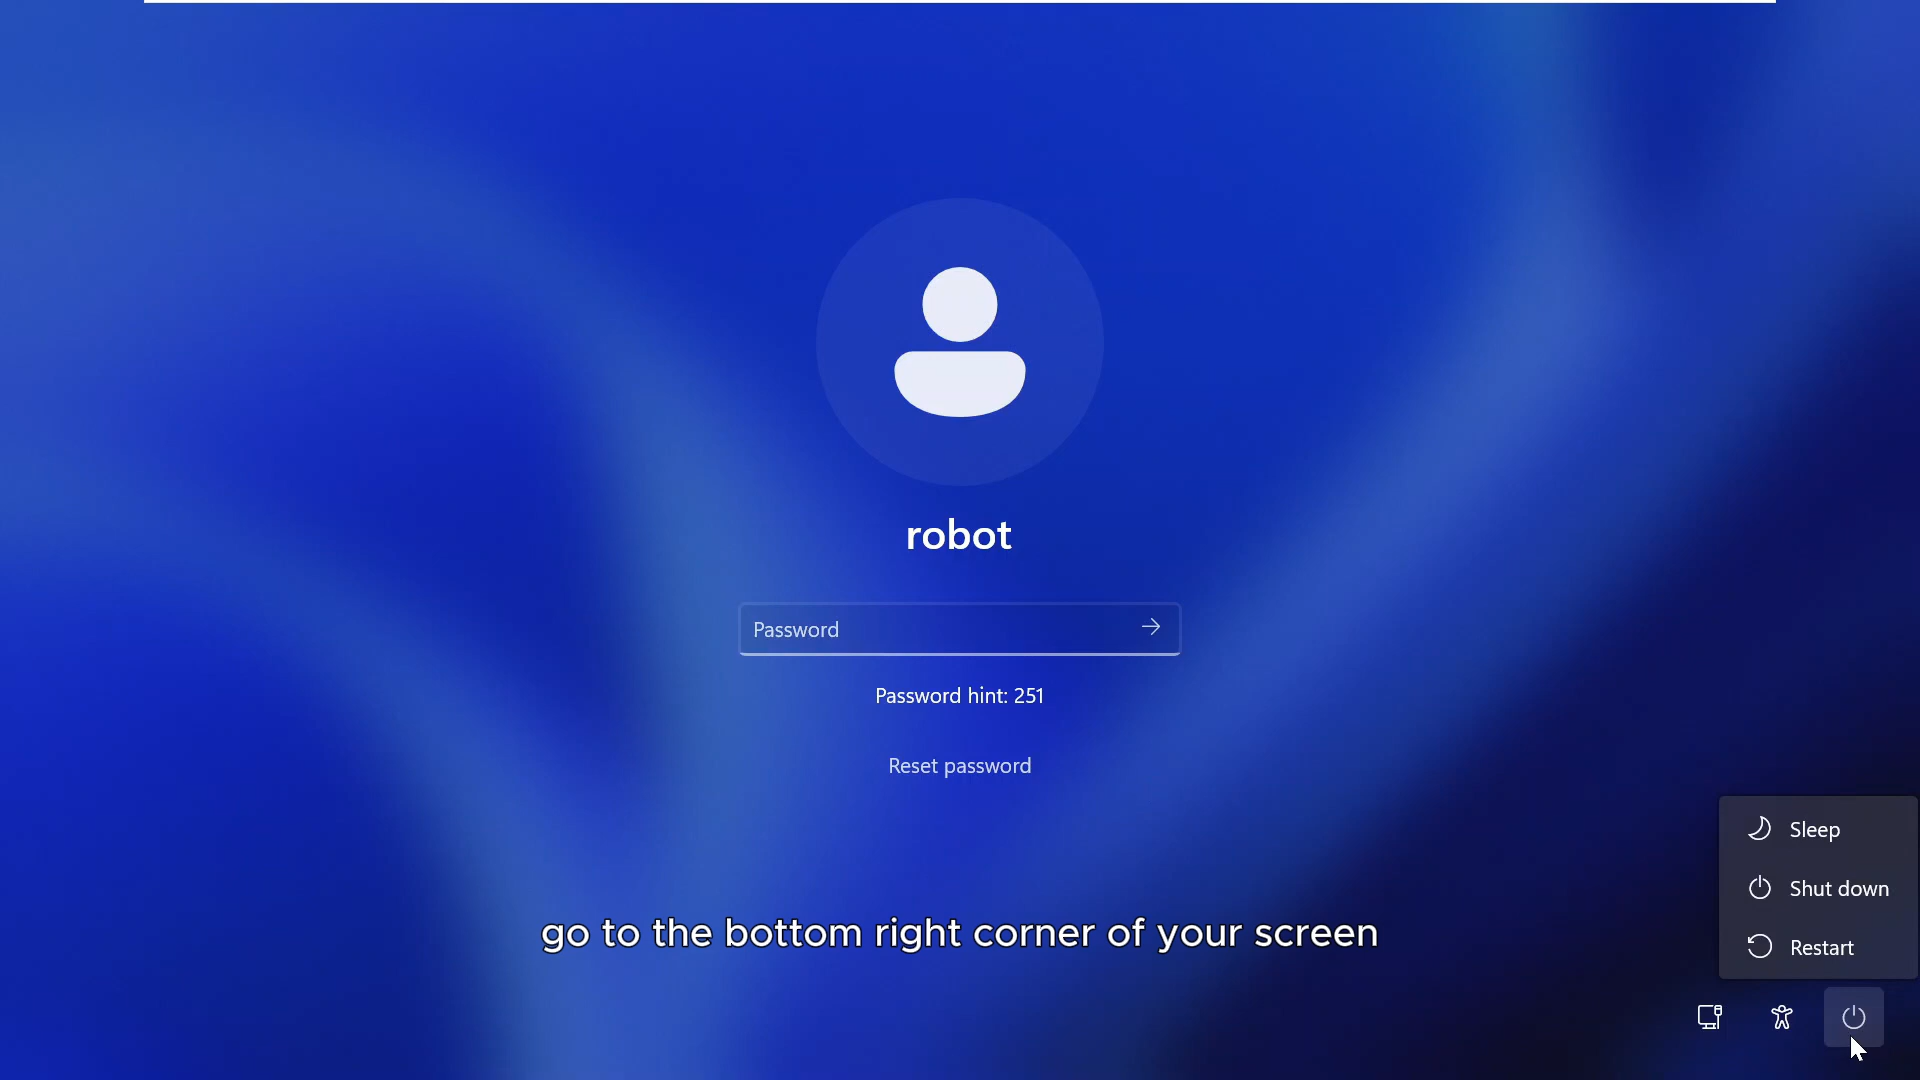 robot
Password
Password hint: 251
Reset password
Sleep
Shut down
Restart
go to the bottom right corner of your screen